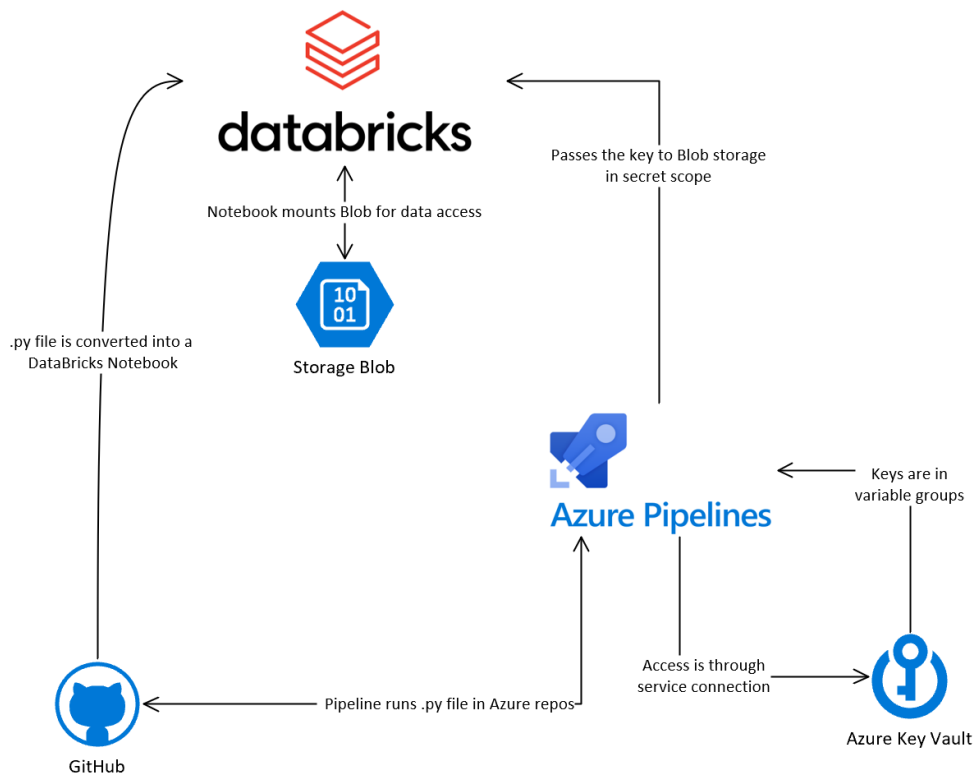 databricks
Passes the key to Blob storage
in secret scope
Notebook mounts Blob for data access
10
01
.py file is converted into a
DataBricks Notebook
Storage Blob
Azure Pipelines
Keys are in
variable groups
Access is through
service connection
Pipeline runs .py file in Azure repos
Azure Key Vault
GitHub